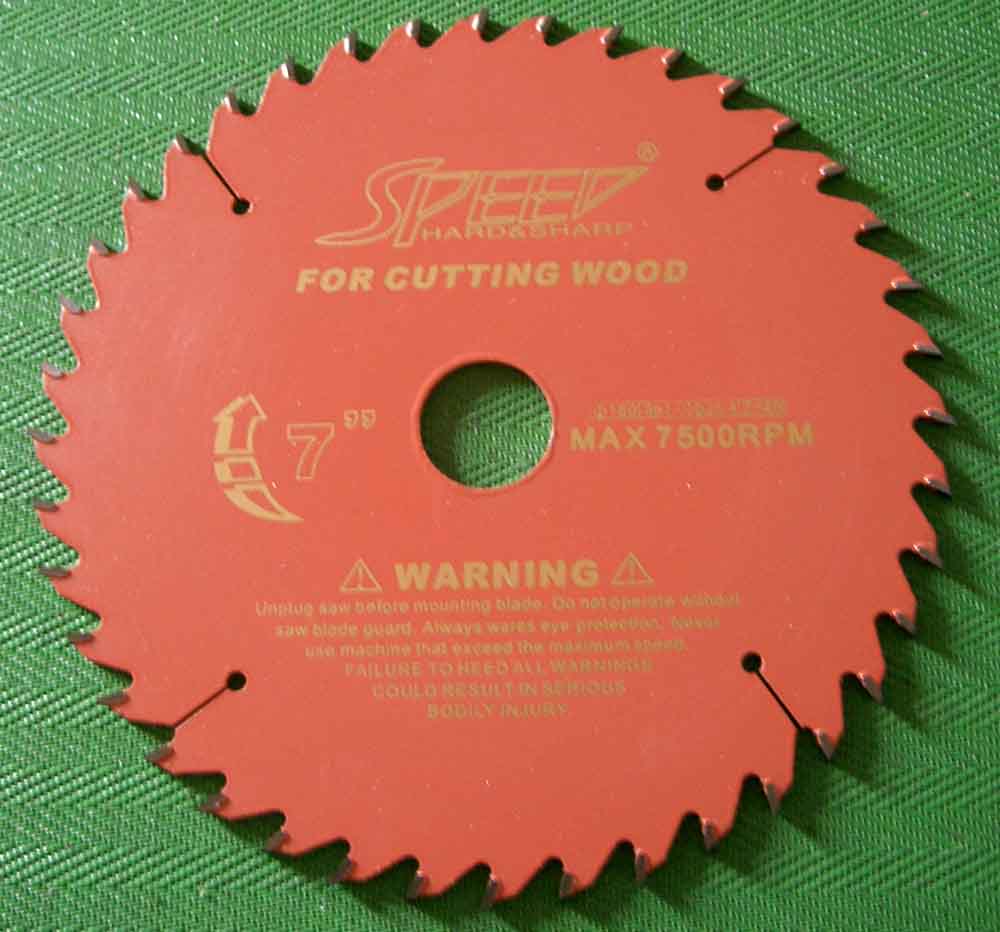 SPEED®
HARD&SHARP
FOR CUTTING WOOD
7”
MAX 7500RPM
WARNING
Unplug saw before mounting blade. Do not operate without
saw blade guard. Always wares eye protection. Never
use machine that exceed the maximum speed.
FAILURE TO HEED ALL WARNINGS
COULD RESULT IN SERIOUS
BODILY INJURY.